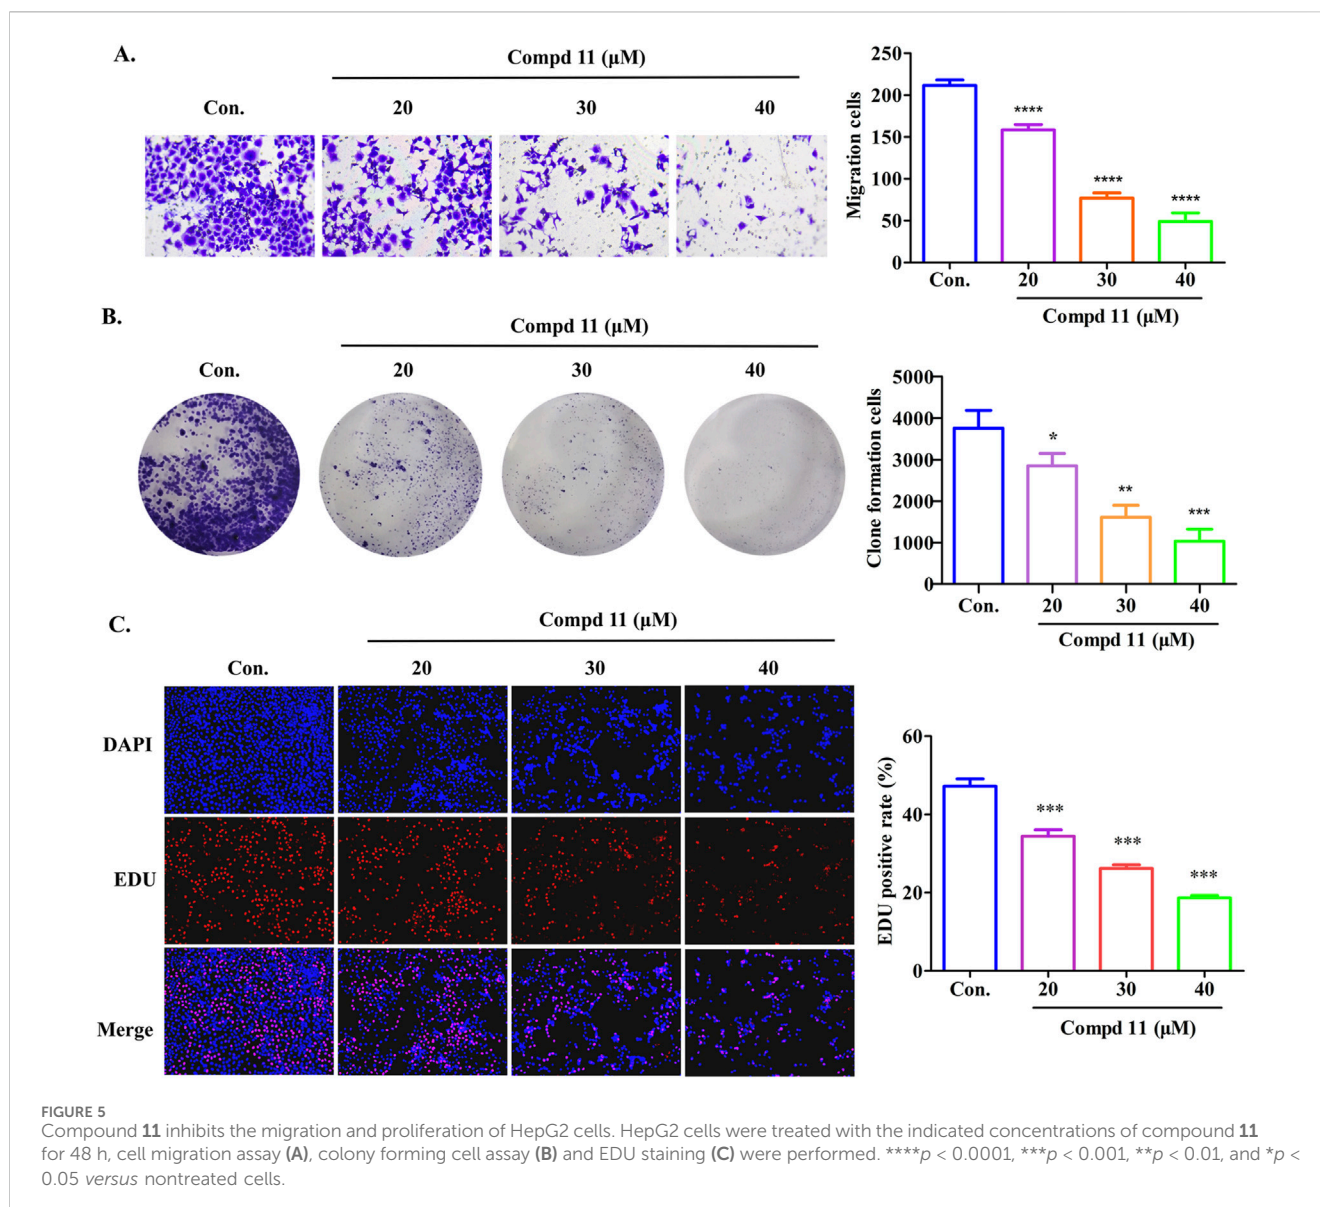 A.
Compd 11 (μM)
Con.
20
30
40
250
200
150
100
50
0
Migration cells
****
****
****
Con.
20
30
40
Compd 11 (μM)
B.
Compd 11 (μM)
Con.
20
30
40
5000
4000
3000
2000
1000
0
Clone formation cells
*
**
***
Con.
20
30
40
Compd 11 (μM)
C.
Compd 11 (μM)
Con.
20
30
40
DAPI
EDU
Merge
60
40
20
0
EDU positive rate (%)
***
***
***
Con.
20
30
40
Compd 11 (μM)
FIGURE 5
Compound 11 inhibits the migration and proliferation of HepG2 cells. HepG2 cells were treated with the indicated concentrations of compound 11
for 48 h, cell migration assay (A), colony forming cell assay (B) and EDU staining (C) were performed. ****p < 0.0001, ***p < 0.001, **p < 0.01, and *p <
0.05 versus nontreated cells.